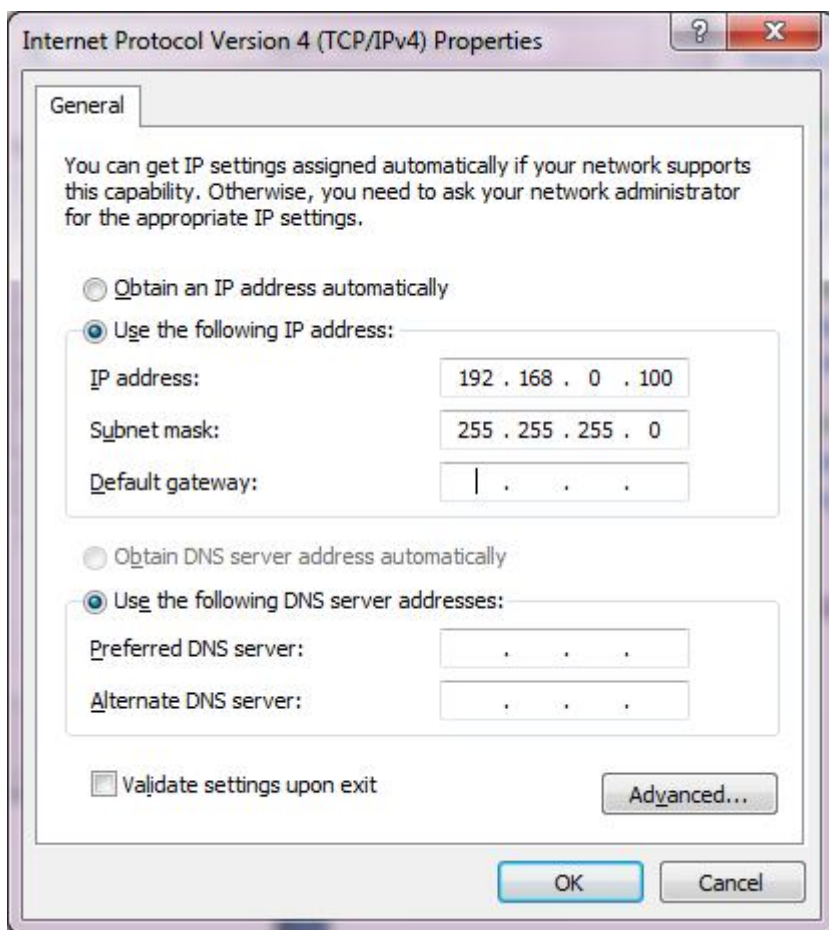 Internet Protocol Version 4 (TCP/IPv4) Properties
General
You can get IP settings assigned automatically if your network supports
this capability. Otherwise, you need to ask your network administrator
for the appropriate IP settings.
Obtain an IP address automatically
Use the following IP address:
IP address: 192 . 168 . 0 . 100
Subnet mask: 255 . 255 . 255 . 0
Default gateway: . . .
Obtain DNS server address automatically
Use the following DNS server addresses:
Preferred DNS server: . . .
Alternate DNS server: . . .
Validate settings upon exit
Advanced...
OK Cancel